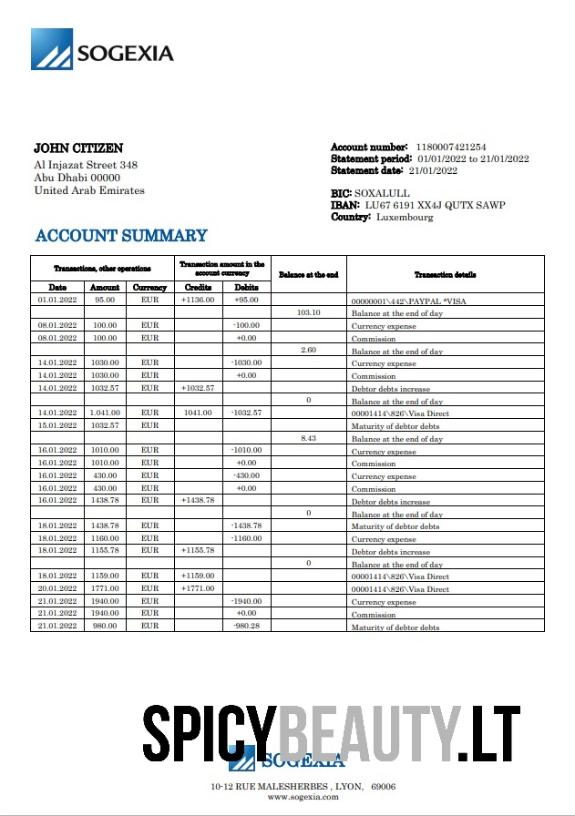 SOGEXIA
JOHN CITIZEN
Al Injazat Street 348
Abu Dhabi 00000
United Arab Emirates
Account number: 1180007421254
Statement period: 01/01/2022 to 21/01/2022
Statement date: 21/01/2022
BIC: SOXALULL
IBAN: LU67 6191 XX4J QUTX SAWP
Country: Luxembourg
ACCOUNT SUMMARY
Transactions, other operations Transaction amount in the account currency Balance at the end Transaction details
Date Amount Currency Credits Debits
01.01.2022 95.00 EUR +1136.00 +95.00 00000001\442\PAYPAL *VISA
103.10 Balance at the end of day
08.01.2022 100.00 EUR -100.00 Currency expense
08.01.2022 100.00 EUR +0.00 Commission
2.60 Balance at the end of day
14.01.2022 1030.00 EUR -1030.00 Currency expense
14.01.2022 1030.00 EUR +0.00 Commission
14.01.2022 1032.57 EUR +1032.57 Debtor debts increase
0 Balance at the end of day
14.01.2022 1.041.00 EUR 1041.00 -1032.57 00001414\826\Visa Direct
15.01.2022 1032.57 EUR Maturity of debtor debts
8.43 Balance at the end of day
16.01.2022 1010.00 EUR -1010.00 Currency expense
16.01.2022 1010.00 EUR +0.00 Commission
16.01.2022 430.00 EUR -430.00 Currency expense
16.01.2022 430.00 EUR +0.00 Commission
16.01.2022 1438.78 EUR +1438.78 Debtor debts increase
0 Balance at the end of day
18.01.2022 1438.78 EUR -1438.78 Maturity of debtor debts
18.01.2022 1160.00 EUR -1160.00 Currency expense
18.01.2022 1155.78 EUR +1155.78 Debtor debts increase
0 Balance at the end of day
18.01.2022 1159.00 EUR +1159.00 00001414\826\Visa Direct
20.01.2022 1771.00 EUR +1771.00 00001414\826\Visa Direct
21.01.2022 1940.00 EUR -1940.00 Currency expense
21.01.2022 1940.00 EUR +0.00 Commission
21.01.2022 980.00 EUR -980.28 Maturity of debtor debts
SPICYBEAUTY.LT
SOGEXIA
10-12 RUE MALESHERBES , LYON, 69006
www.sogexia.com